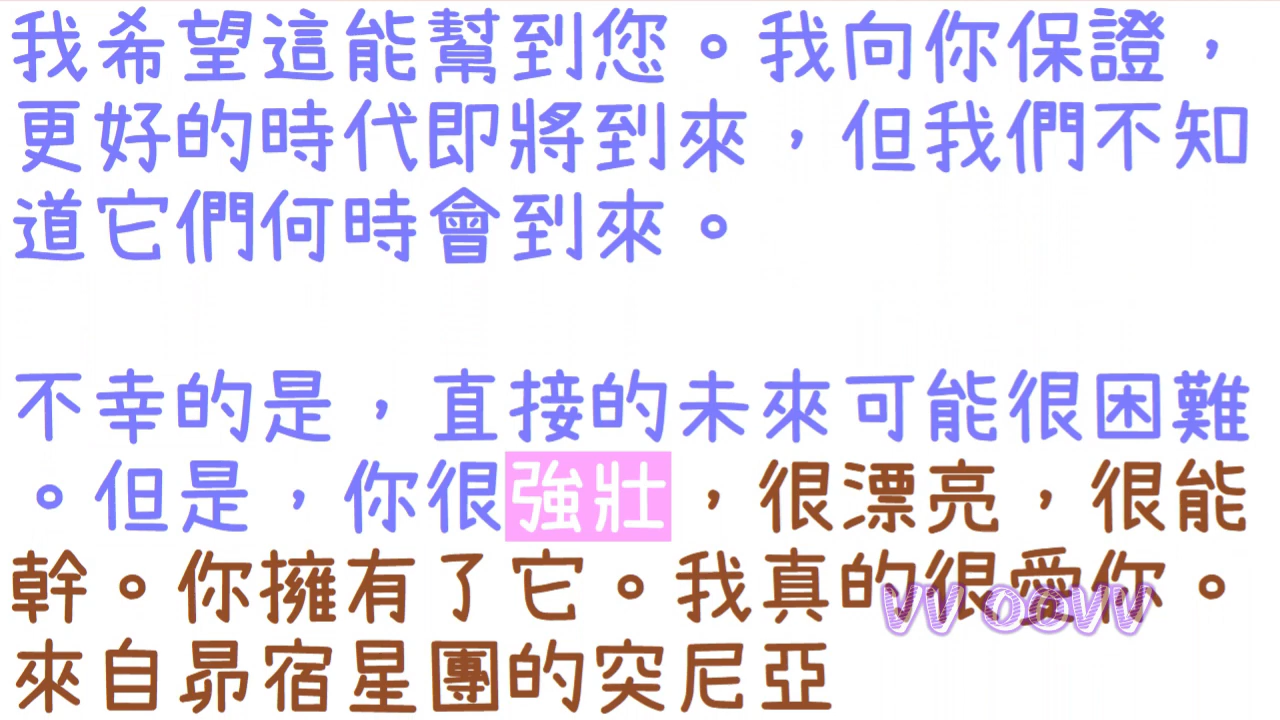 我希望這能幫到您。我向你保證，
更好的時代即將到來，但我們不知
道它們何時會到來。
不幸的是，直接的未來可能很困難
。但是，你很強壯，很漂亮，很能
幹。你擁有了它。我真的很愛你。
vv oovv
來自昴宿星團的突尼亞